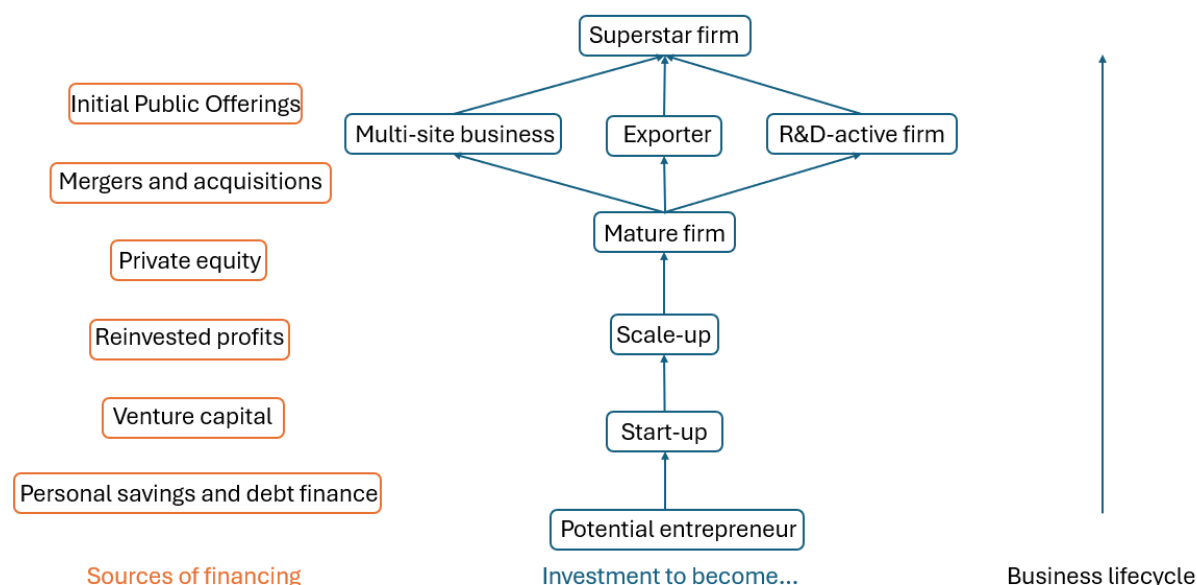 Superstar firm
Initial Public Offerings
Multi-site business
Exporter
R&D-active firm
Mergers and acquisitions
Mature firm
Private equity
Scale-up
Reinvested profits
Venture capital
Start-up
Personal savings and debt finance
Potential entrepreneur
Sources of financing
Investment to become...
Business lifecycle